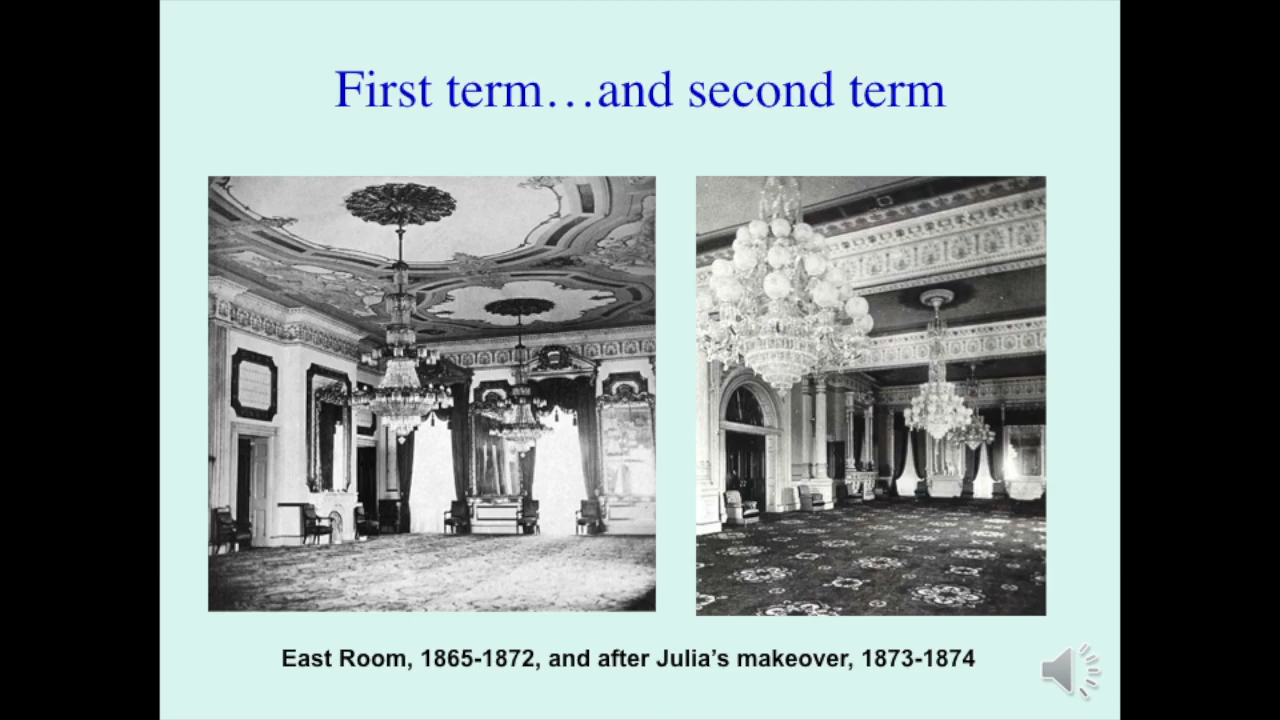 First term…and second term
East Room, 1865-1872, and after Julia’s makeover, 1873-1874